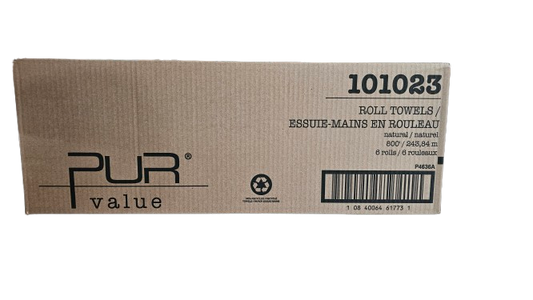 101023
ROLL TOWELS /
ESSUIE-MAINS EN ROULEAU
natural / naturel
800' / 243,84 m
6 rolls / 6 rouleaux
P4636A
PUR®
value
1 08 40064 61773 1